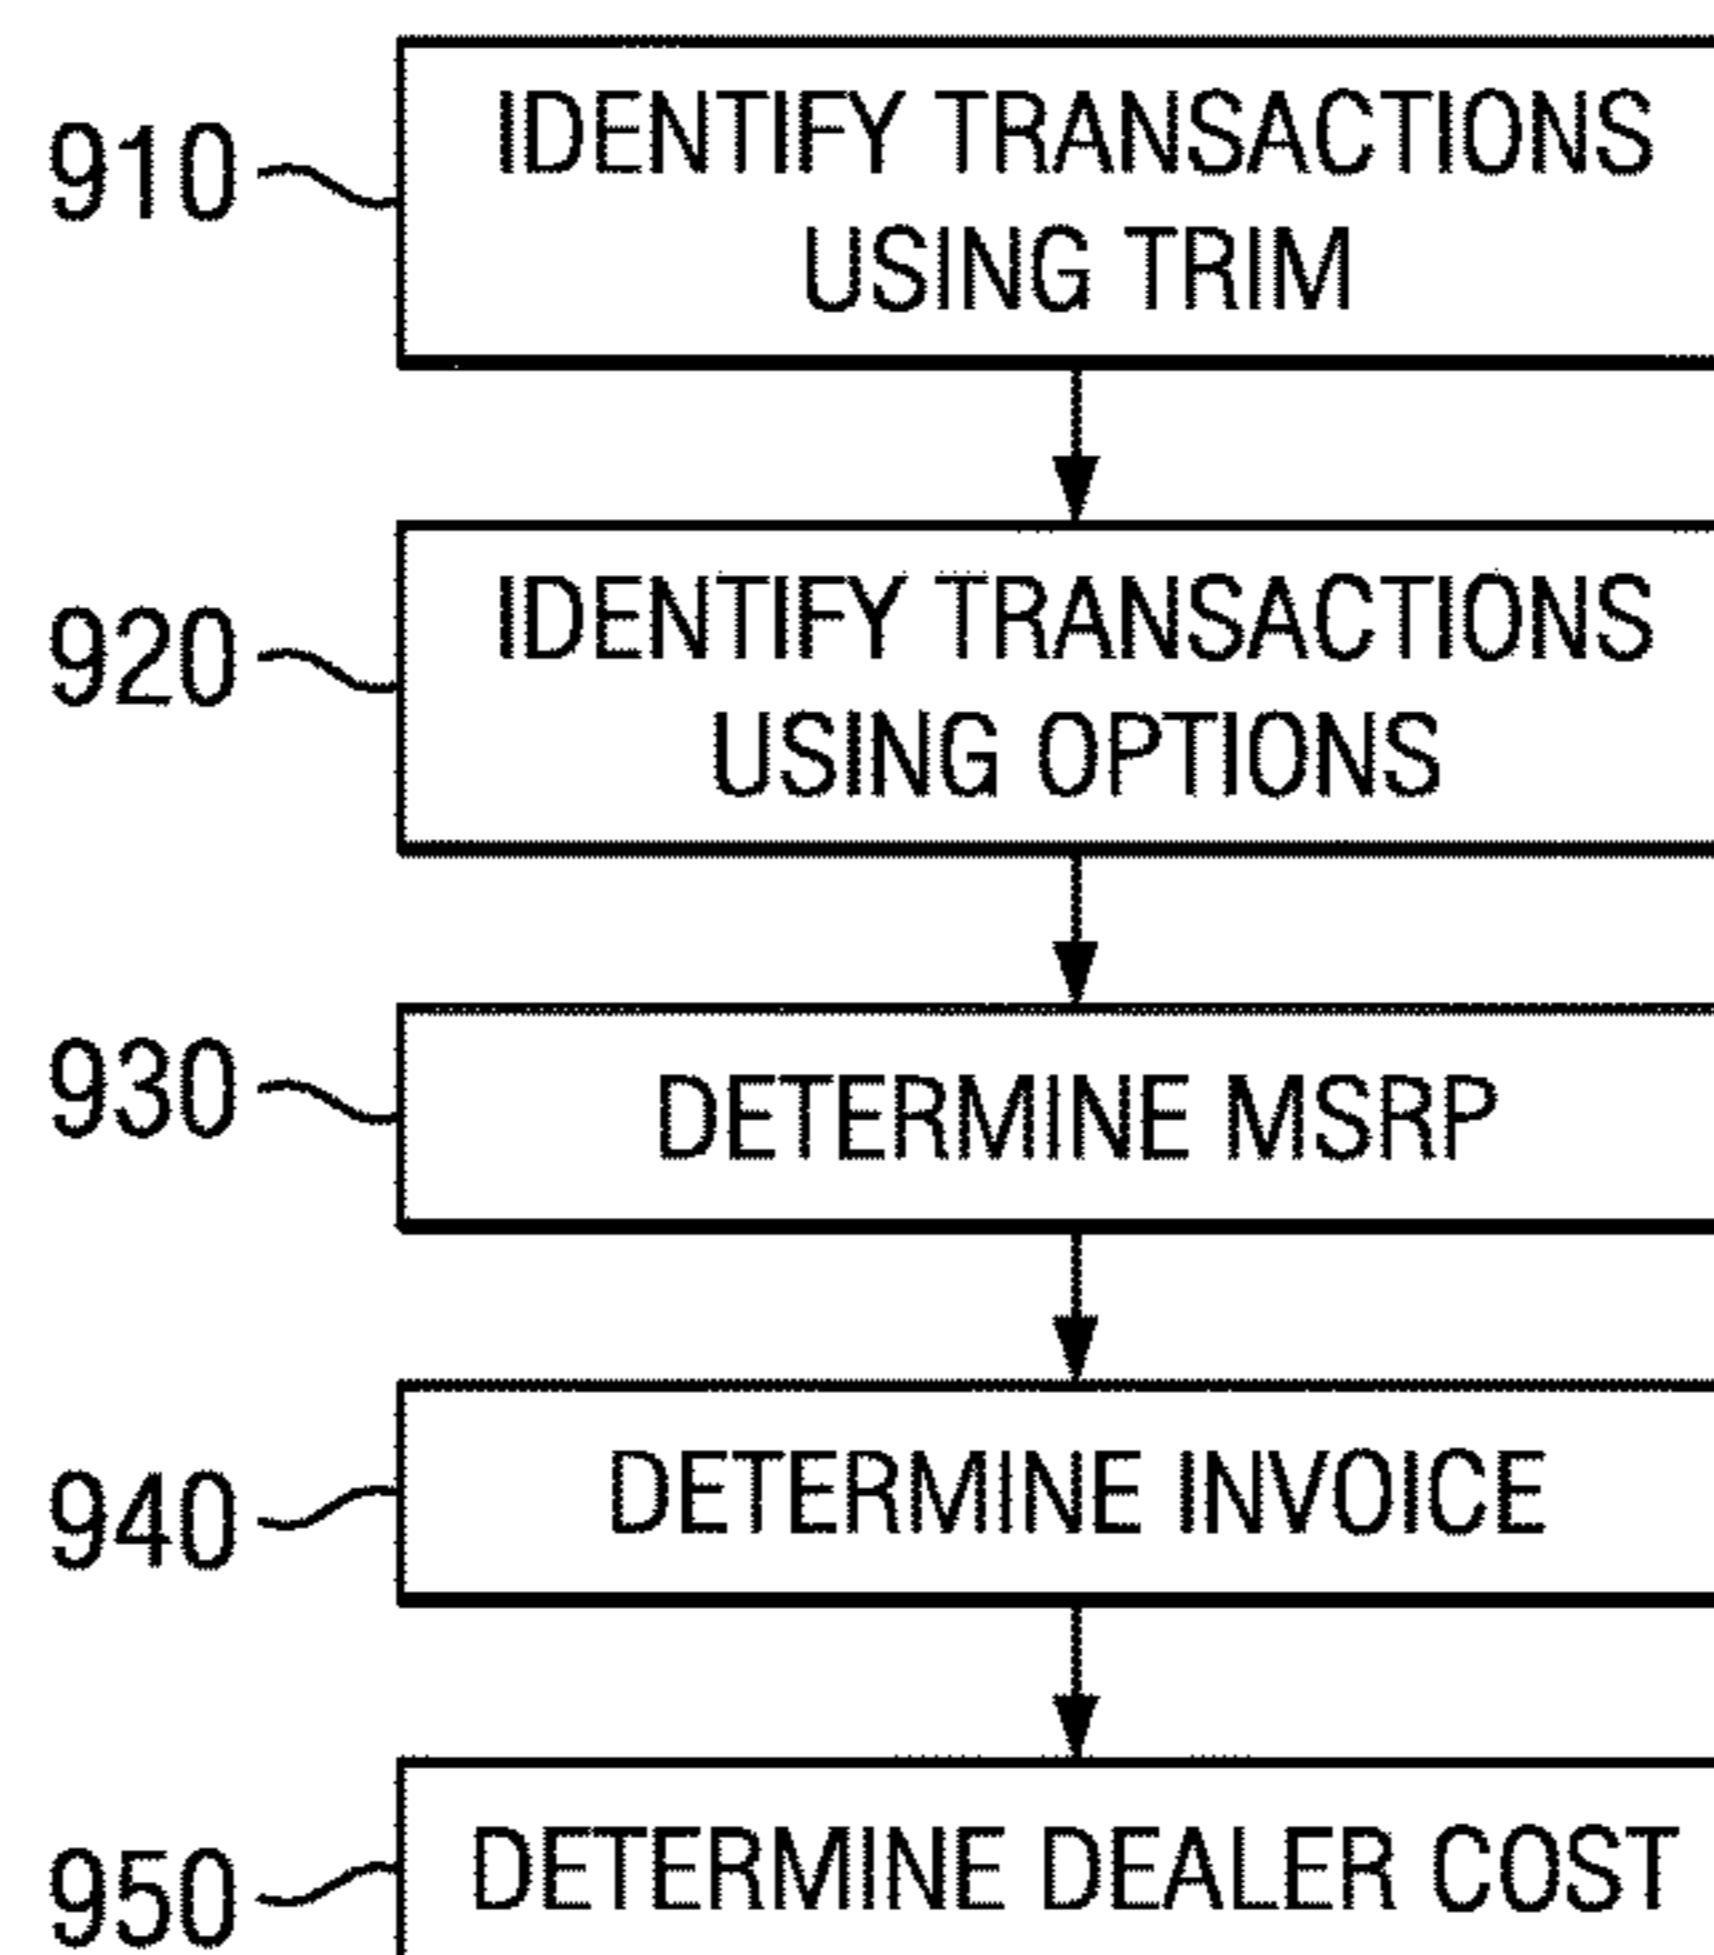 910
IDENTIFY TRANSACTIONS
USING TRIM
920
IDENTIFY TRANSACTIONS
USING OPTIONS
930
DETERMINE MSRP
940
DETERMINE INVOICE
950
DETERMINE DEALER COST